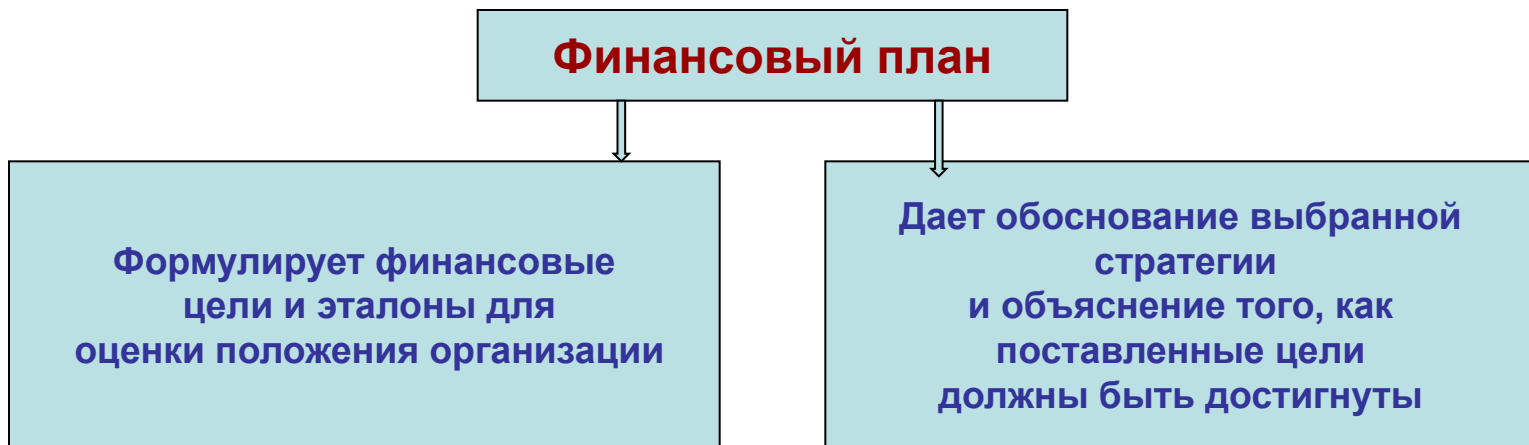 Финансовый план
Формулирует финансовые
цели и эталоны для
оценки положения организации
Дает обоснование выбранной
стратегии
и объяснение того, как
поставленные цели
должны быть достигнуты